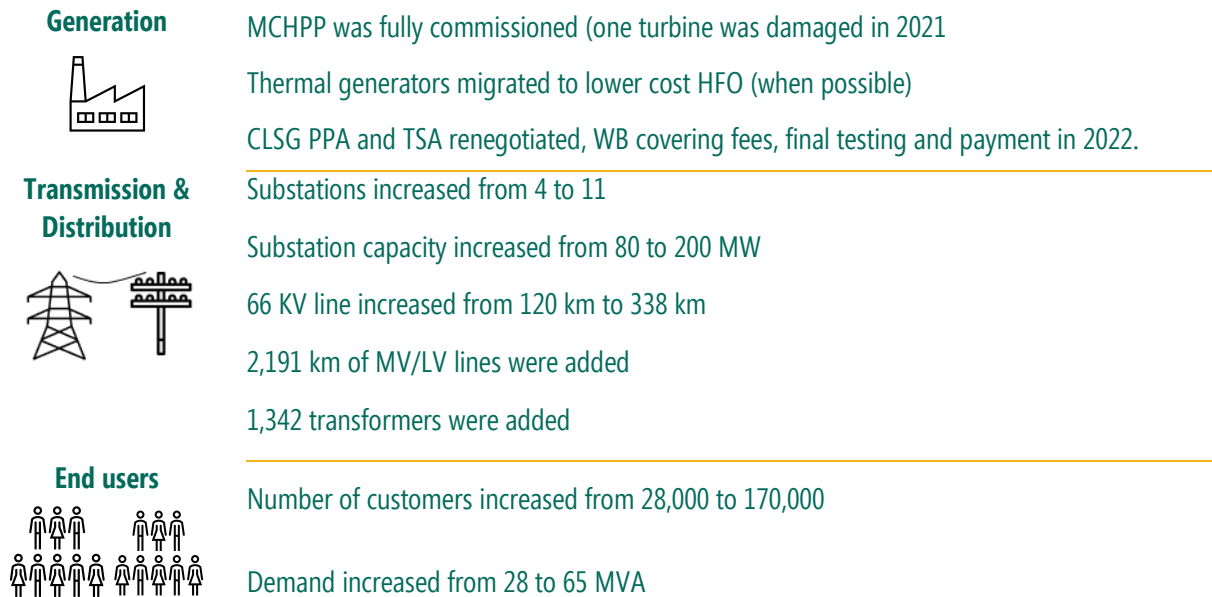 Generation
MCHPP was fully commissioned (one turbine was damaged in 2021
Thermal generators migrated to lower cost HFO (when possible)
CLSG PPA and TSA renegotiated, WB covering fees, final testing and payment in 2022.
Transmission &
Distribution
Substations increased from 4 to 11
Substation capacity increased from 80 to 200 MW
66 KV line increased from 120 km to 338 km
2,191 km of MV/LV lines were added
1,342 transformers were added
End users
Number of customers increased from 28,000 to 170,000
Demand increased from 28 to 65 MVA